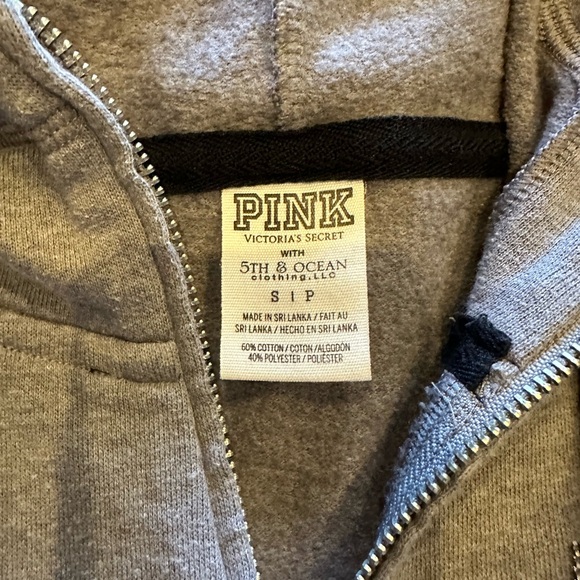 PINK
VICTORIA'S SECRET
WITH
5TH & OCEAN
clothing.LLC
S | P
MADE IN SRI LANKA / FAIT AU
SRI LANKA / HECHO EN SRI LANKA
60% COTTON / COTON /ALGODÓN
40% POLYESTER / POLIÉSTER